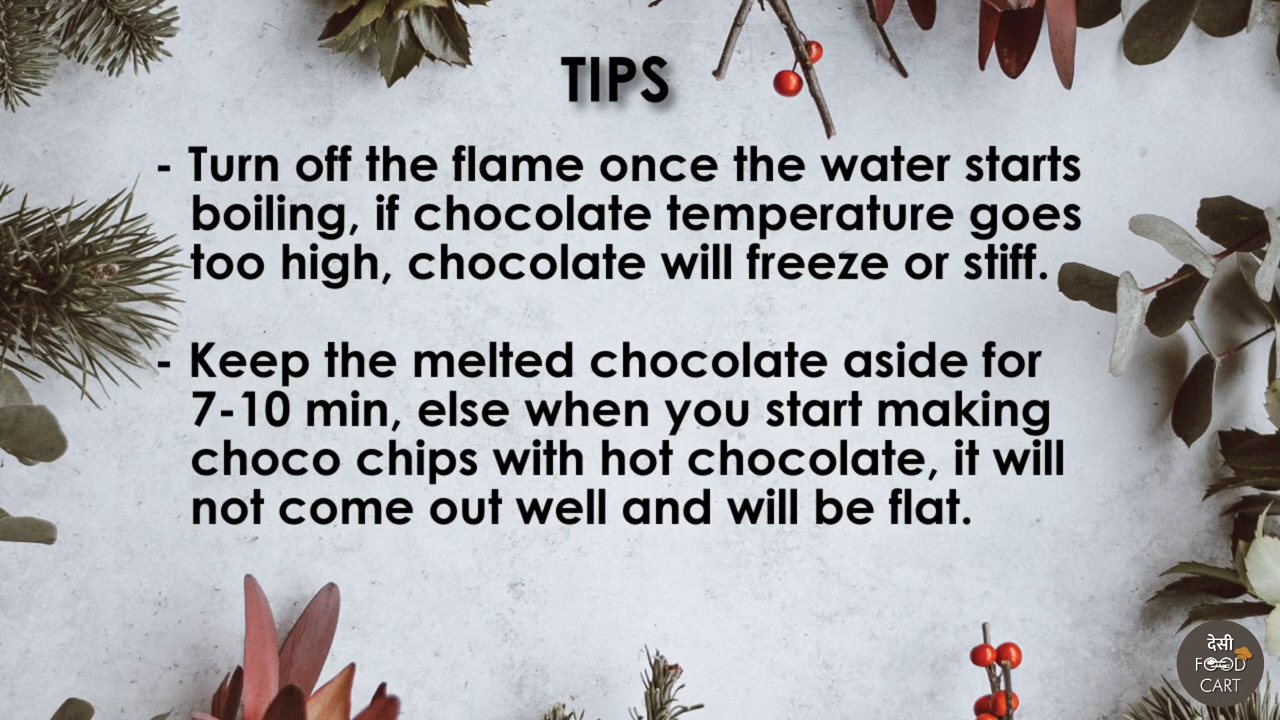 TIPS
- Turn off the flame once the water starts
boiling, if chocolate temperature goes
too high, chocolate will freeze or stiff.
- Keep the melted chocolate aside for
7-10 min, else when you start making
choco chips with hot chocolate, it will
not come out well and will be flat.
देसी
FOOD
CART